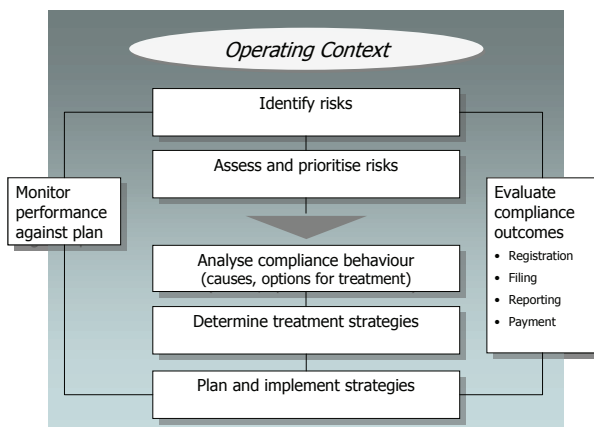 Operating Context
Identify risks
Assess and prioritise risks
Monitor
performance
against plan
Evaluate
compliance
outcomes
• Registration
• Filing
• Reporting
• Payment
Analyse compliance behaviour
(causes, options for treatment)
Determine treatment strategies
Plan and implement strategies